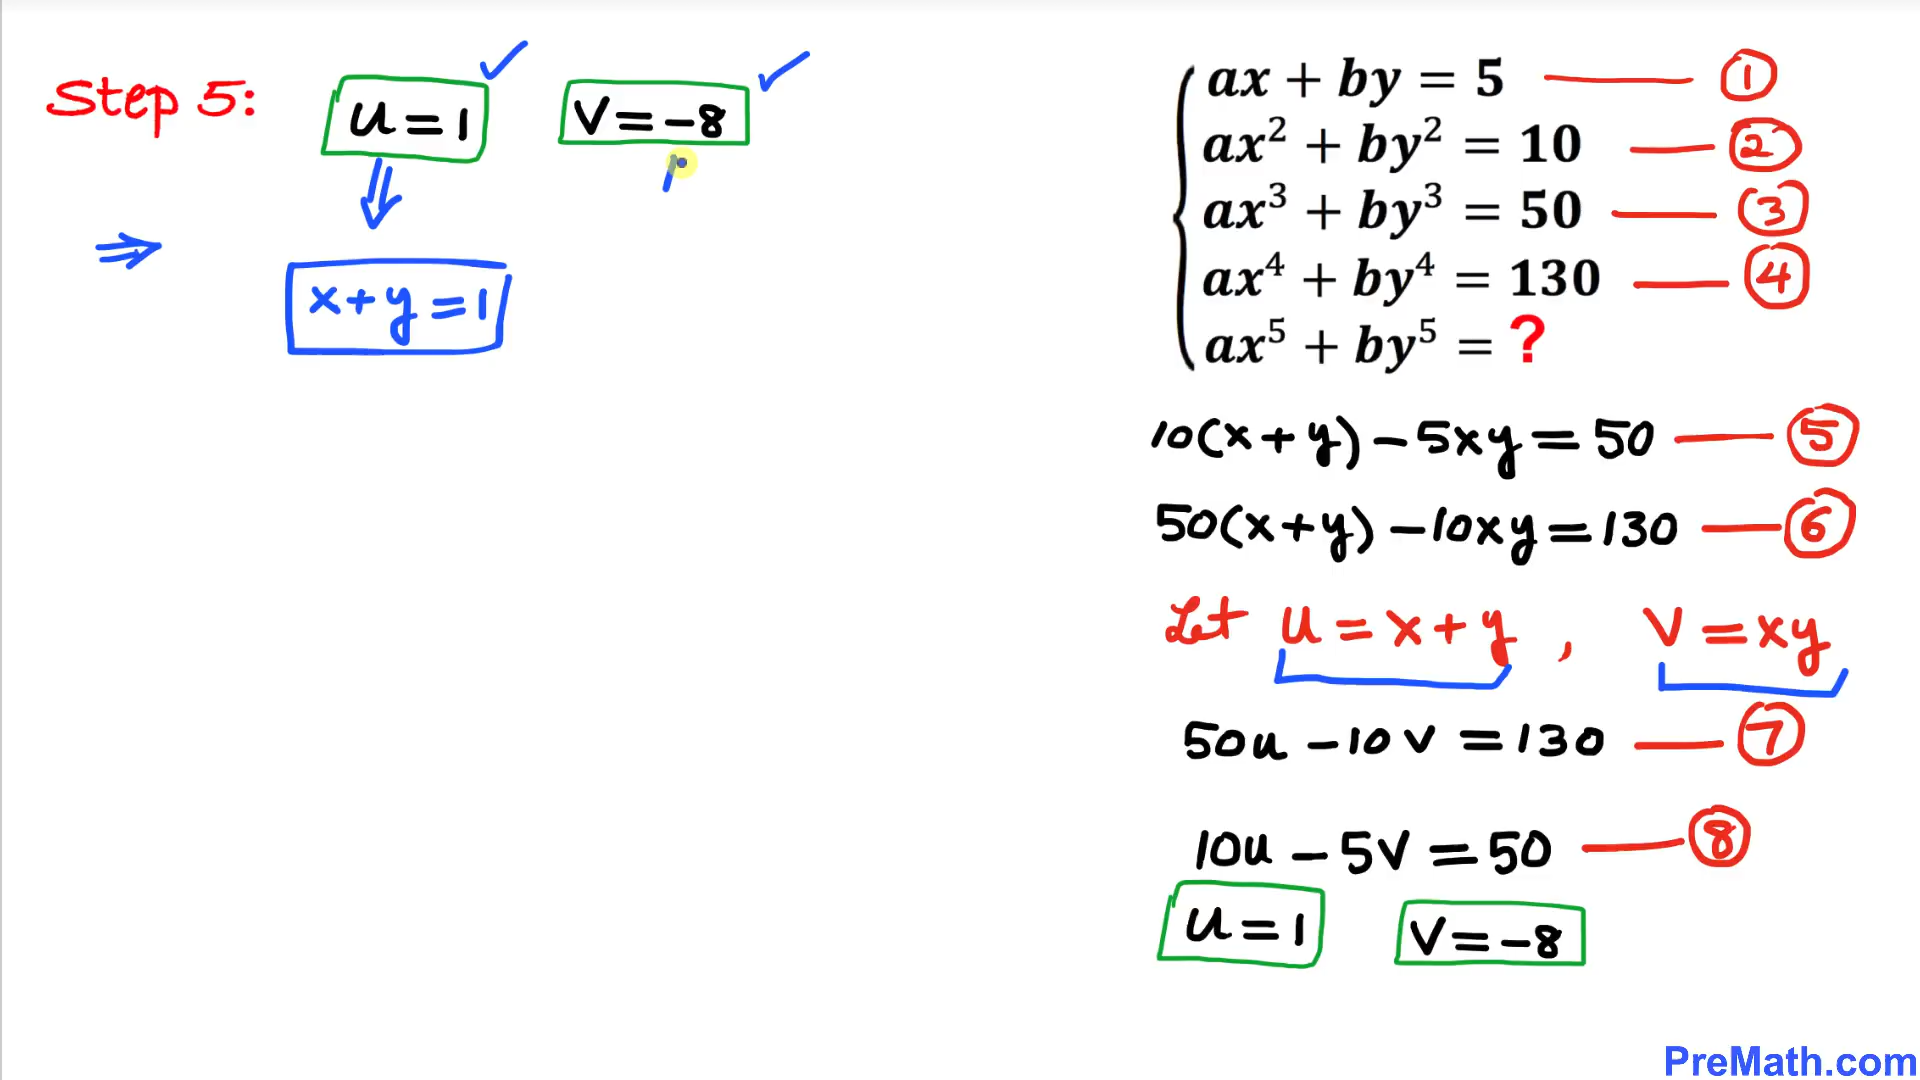 Step 5: u = 1 V = -8
⇒ x + y = 1
ax + by = 5 —— ①
ax² + by² = 10 —— ②
ax³ + by³ = 50 —— ③
ax⁴ + by⁴ = 130 —— ④
ax⁵ + by⁵ = ?
10(x + y) - 5xy = 50 —— ⑤
50(x + y) - 10xy = 130 —— ⑥
Let u = x + y , V = xy
50u - 10V = 130 —— ⑦
10u - 5V = 50 —— ⑧
u = 1 V = -8
PreMath.com